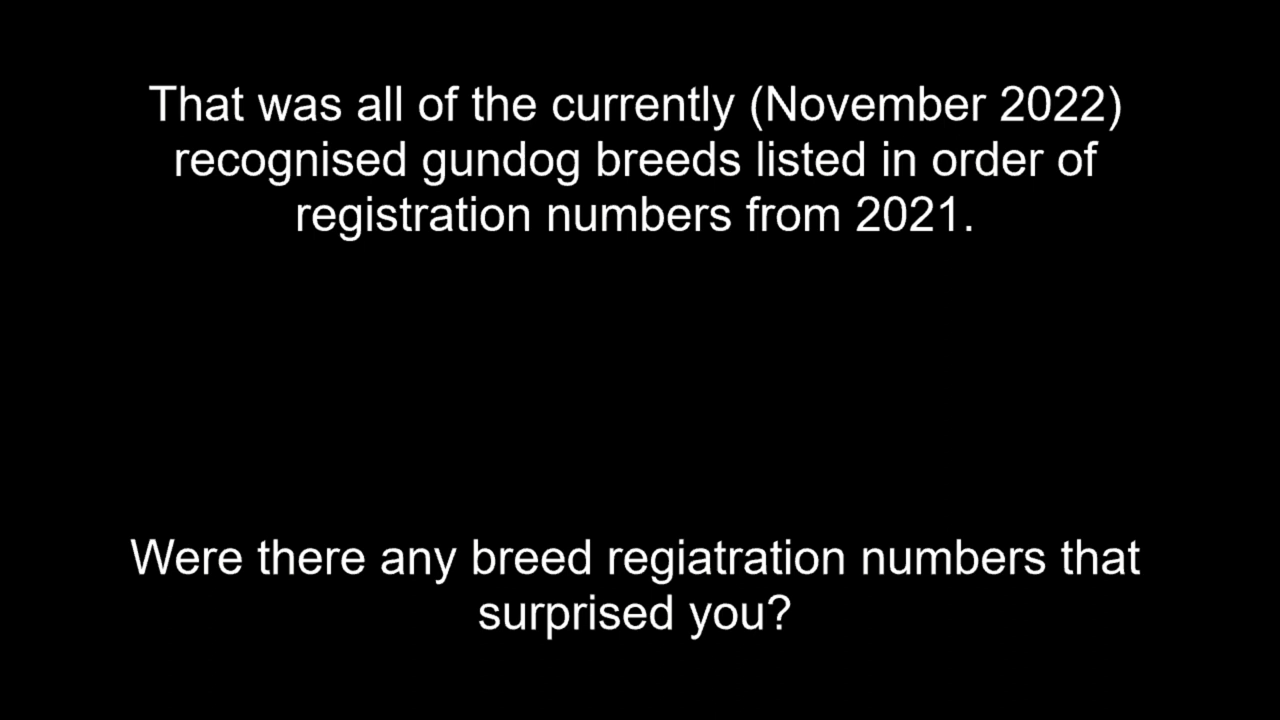 That was all of the currently (November 2022)
recognised gundog breeds listed in order of
registration numbers from 2021.
Were there any breed regiatration numbers that
surprised you?